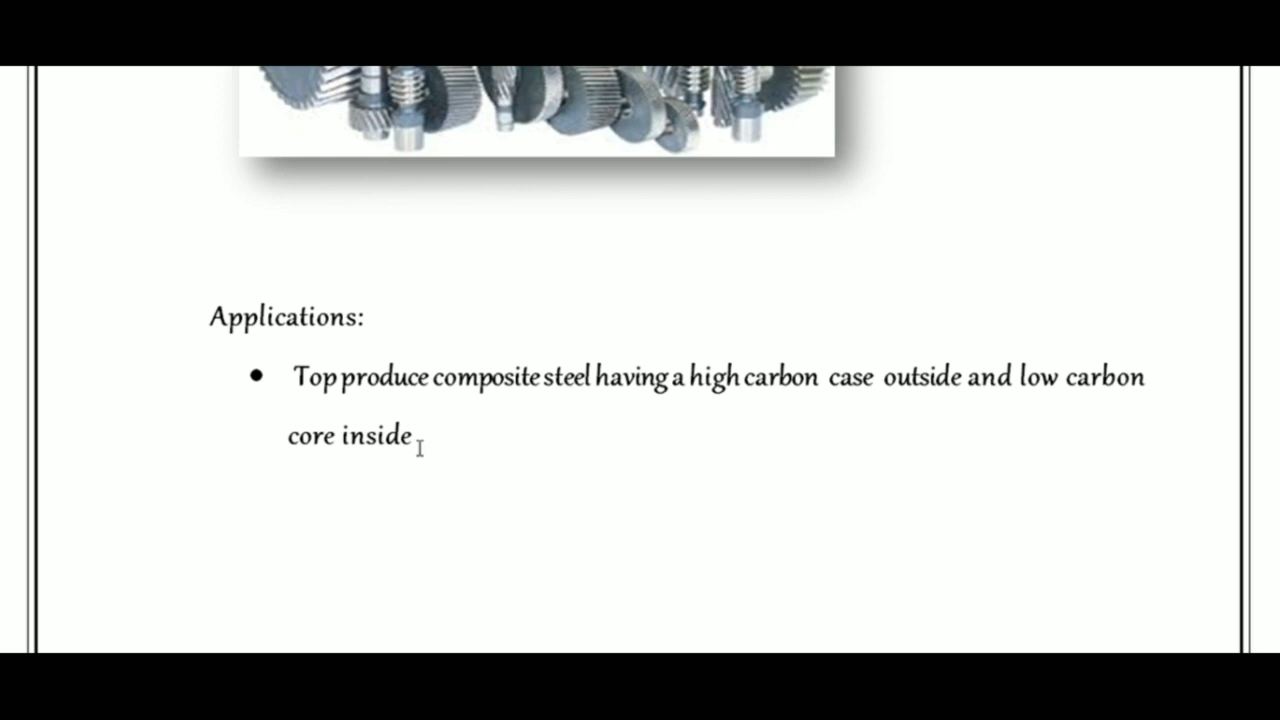 Applications:
• Top produce composite steel having a high carbon case outside and low carbon
core inside